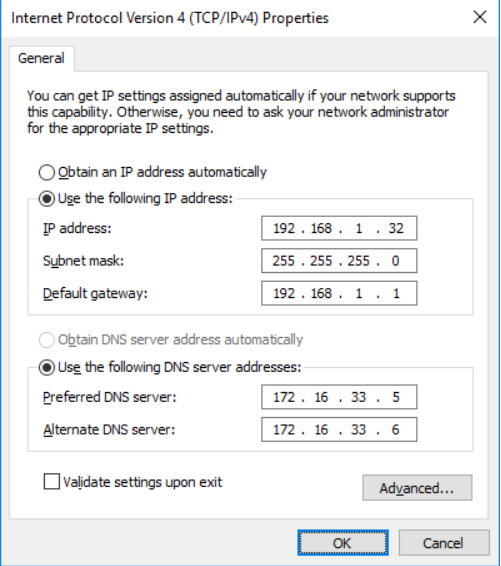 Internet Protocol Version 4 (TCP/IPv4) Properties
General
You can get IP settings assigned automatically if your network supports
this capability. Otherwise, you need to ask your network administrator
for the appropriate IP settings.
Obtain an IP address automatically
Use the following IP address:
IP address: 192 . 168 . 1 . 32
Subnet mask: 255 . 255 . 255 . 0
Default gateway: 192 . 168 . 1 . 1
Obtain DNS server address automatically
Use the following DNS server addresses:
Preferred DNS server: 172 . 16 . 33 . 5
Alternate DNS server: 172 . 16 . 33 . 6
Validate settings upon exit
Advanced...
OK Cancel